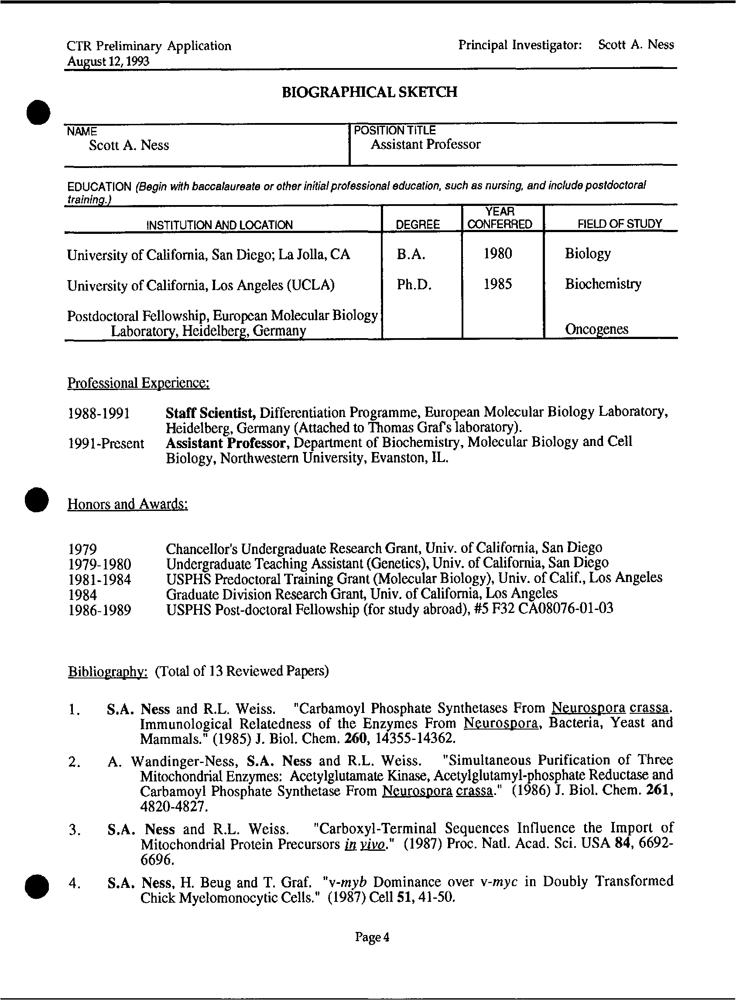 CTR Preliminary Application Principal Investigator: Scott A. Ness
August 12, 1993
BIOGRAPHICAL SKETCH
NAME POSITION TITLE
Scott A. Ness Assistant Professor
EDUCATION (Begin with baccalaureate or other initial professional education, such as nursing, and include postdoctoral
training.)
INSTITUTION AND LOCATION DEGREE YEAR CONFERRED FIELD OF STUDY
University of California, San Diego; La Jolla, CA B.A. 1980 Biology
University of California, Los Angeles (UCLA) Ph.D. 1985 Biochemistry
Postdoctoral Fellowship, European Molecular Biology
Laboratory, Heidelberg, Germany Oncogenes
Professional Experience:
1988-1991 Staff Scientist, Differentiation Programme, European Molecular Biology Laboratory,
Heidelberg, Germany (Attached to Thomas Graf's laboratory).
1991-Present Assistant Professor, Department of Biochemistry, Molecular Biology and Cell
Biology, Northwestern University, Evanston, IL.
Honors and Awards:
1979 Chancellor's Undergraduate Research Grant, Univ. of California, San Diego
1979-1980 Undergraduate Teaching Assistant (Genetics), Univ. of California, San Diego
1981-1984 USPHS Predoctoral Training Grant (Molecular Biology), Univ. of Calif., Los Angeles
1984 Graduate Division Research Grant, Univ. of California, Los Angeles
1986-1989 USPHS Post-doctoral Fellowship (for study abroad), #5 F32 CA08076-01-03
Bibliography: (Total of 13 Reviewed Papers)
1. S.A. Ness and R.L. Weiss. "Carbamoyl Phosphate Synthetases From Neurospora crassa.
Immunological Relatedness of the Enzymes From Neurospora, Bacteria, Yeast and
Mammals." (1985) J. Biol. Chem. 260, 14355-14362.
2. A. Wandinger-Ness, S.A. Ness and R.L. Weiss. "Simultaneous Purification of Three
Mitochondrial Enzymes: Acetylglutamate Kinase, Acetylglutamyl-phosphate Reductase and
Carbamoyl Phosphate Synthetase From Neurospora crassa." (1986) J. Biol. Chem. 261,
4820-4827.
3. S.A. Ness and R.L. Weiss. "Carboxyl-Terminal Sequences Influence the Import of
Mitochondrial Protein Precursors in vivo." (1987) Proc. Natl. Acad. Sci. USA 84, 6692-
6696.
4. S.A. Ness, H. Beug and T. Graf. "v-myb Dominance over v-myc in Doubly Transformed
Chick Myelomonocytic Cells." (1987) Cell 51, 41-50.
Page 4